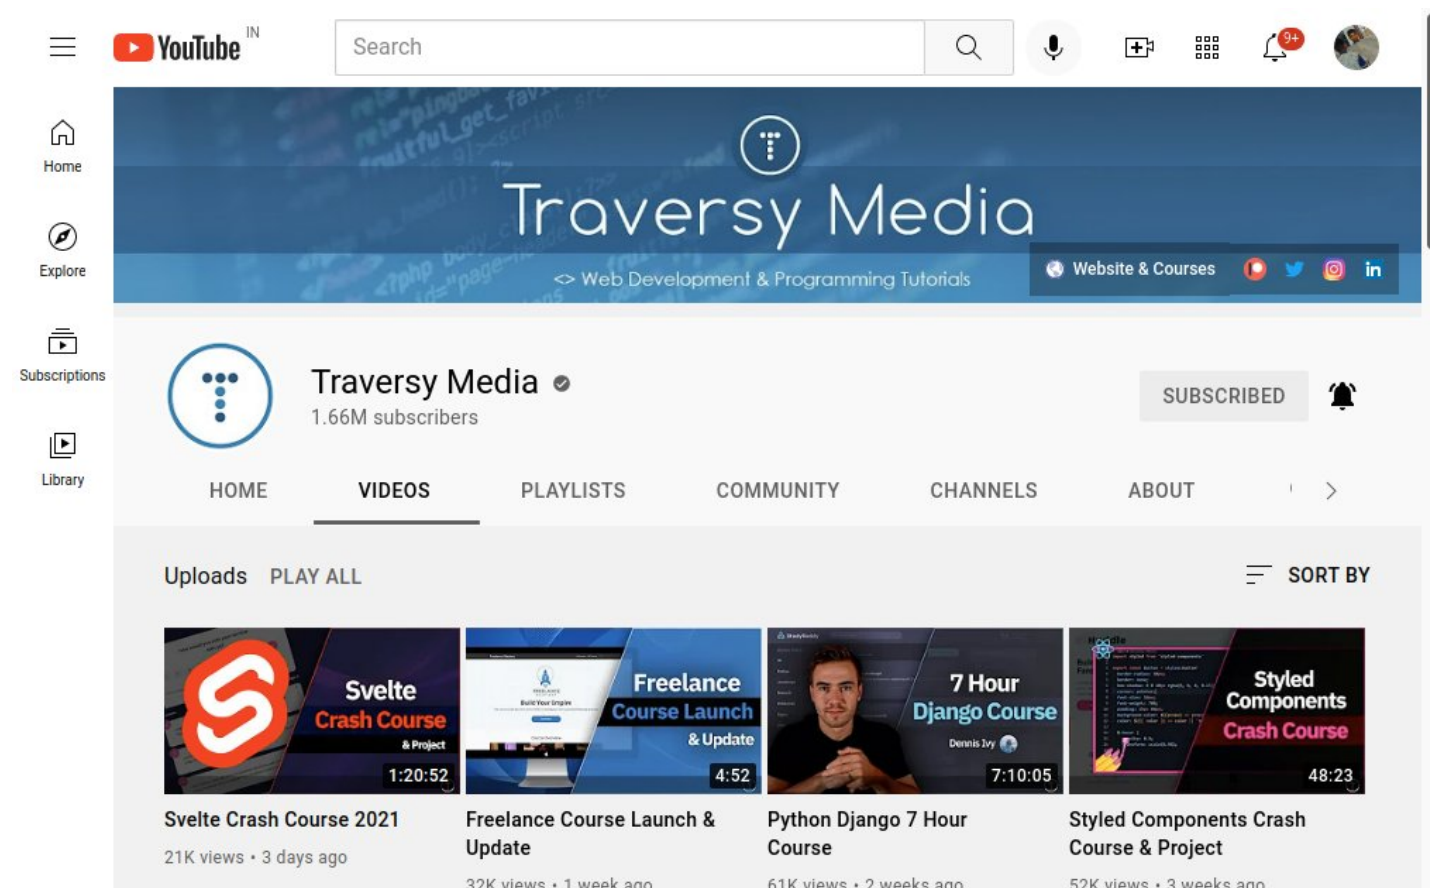 YouTube IN
Search
9+
Home
Explore
Subscriptions
Library
Traversy Media
<> Web Development & Programming Tutorials
Website & Courses
Traversy Media
1.66M subscribers
SUBSCRIBED
HOME VIDEOS PLAYLISTS COMMUNITY CHANNELS ABOUT
Uploads PLAY ALL
SORT BY
Svelte
Crash Course
& Project
1:20:52
Svelte Crash Course 2021
21K views • 3 days ago
Freelance
Course Launch
& Update
4:52
Freelance Course Launch &
Update
32K views • 1 week ago
7 Hour
Django Course
Dennis Ivy
7:10:05
Python Django 7 Hour
Course
61K views • 2 weeks ago
Styled
Components
Crash Course
48:23
Styled Components Crash
Course & Project
52K views • 3 weeks ago